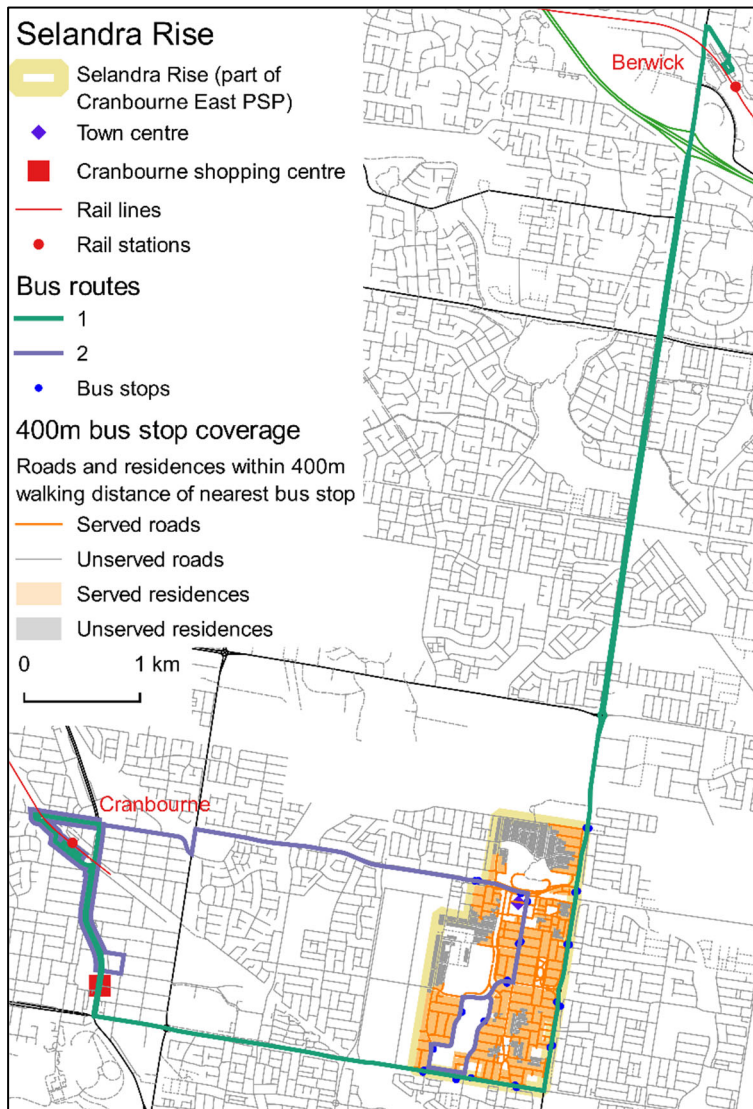 Selandra Rise
Selandra Rise (part of
Cranbourne East PSP)
Town centre
Cranbourne shopping centre
Rail lines
Rail stations
Bus routes
1
2
Bus stops
400m bus stop coverage
Roads and residences within 400m
walking distance of nearest bus stop
Served roads
Unserved roads
Served residences
Unserved residences
0 1 km
Berwick
Cranbourne